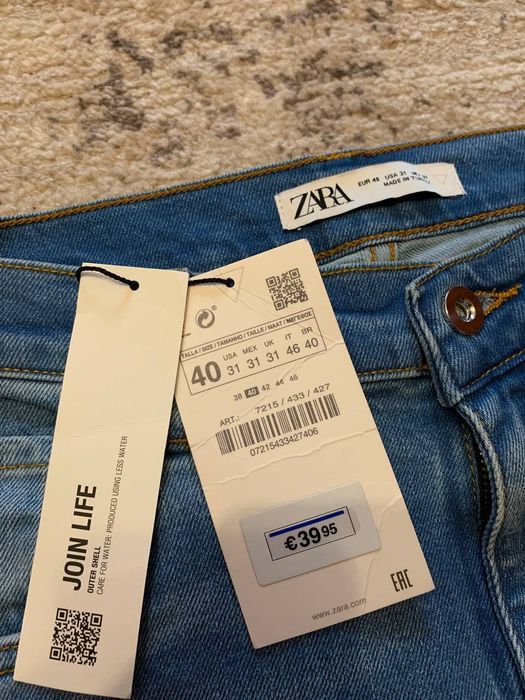 ZARA
EUR 40 USA 31
MADE IN
TALLA / SIZE / TAMANHO / TAILLE / MAAT / ΜΕΓΕΘΟΣ
40
USA MEX UK IT BR
31 31 31 46 40
38 40 42 44 46
ART.: 7215 / 433 / 427
07215433427406
€39 95
www.zara.com
EAC
JOIN LIFE
OUTER SHELL
CARE FOR WATER: PRODUCED USING LESS WATER